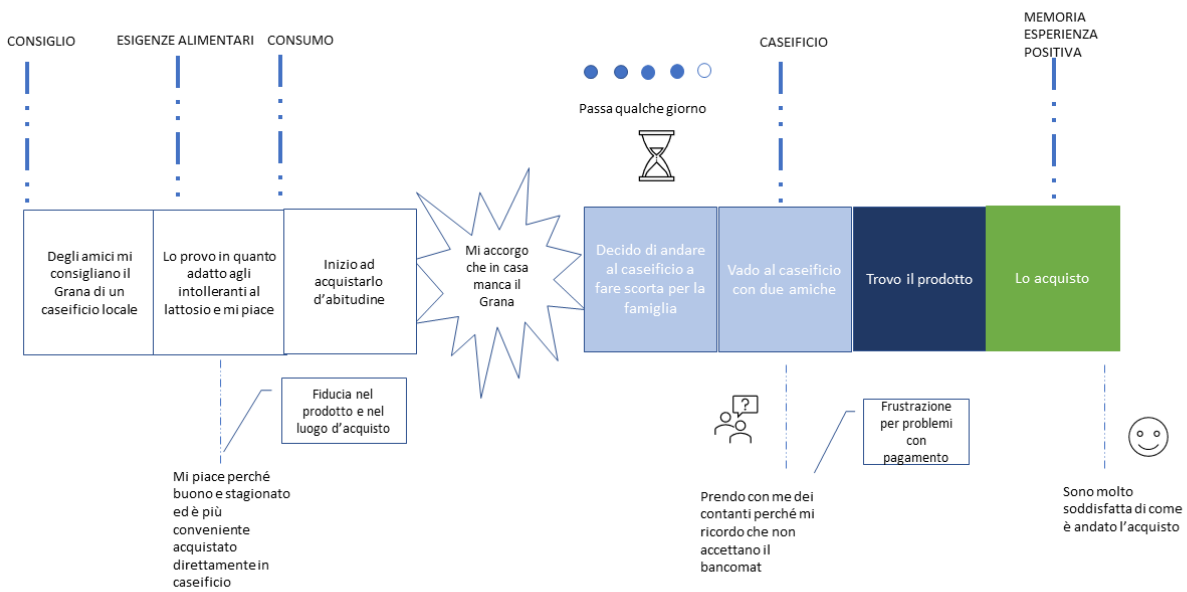 CONSIGLIO
ESIGENZE ALIMENTARI
CONSUMO
CASEIFICIO
MEMORIA
ESPERIENZA
POSITIVA
Passa qualche giorno
Degli amici mi
consigliano il
Grana di un
caseificio locale
Lo provo in quanto
adatto agli
intolleranti al
lattosio e mi piace
Inizio ad
acquistarlo
d’abitudine
Mi accorgo
che in casa
manca il
Grana
Decido di andare
al caseificio a
fare scorta per la
famiglia
Vado al caseificio
con due amiche
Trovo il prodotto
Lo acquisto
Fiducia nel
prodotto e nel
luogo d’acquisto
Mi piace perché
buono e stagionato
ed è più
conveniente
acquistato
direttamente in
caseificio
?
Frustrazione
per problemi
con
pagamento
Prendo con me dei
contanti perché mi
ricordo che non
accettano il
bancomat
Sono molto
soddisfatta di come
è andato l’acquisto